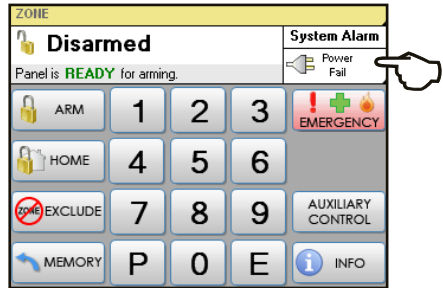 ZONE
Disarmed
Panel is READY for arming.
System Alarm
Power
Fail
ARM
1
2
3
EMERGENCY
HOME
4
5
6
ZONE
EXCLUDE
7
8
9
AUXILIARY
CONTROL
MEMORY
P
0
E
i
INFO